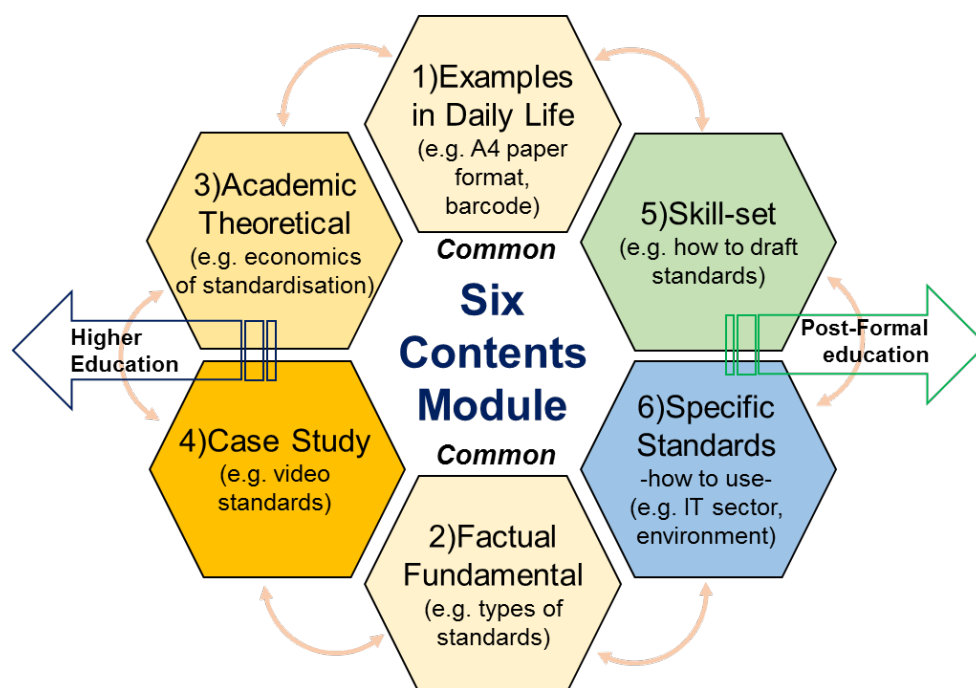 1)Examples
in Daily Life
(e.g. A4 paper
format,
barcode)
Common
3)Academic
Theoretical
(e.g. economics
of standardisation)
5)Skill-set
(e.g. how to draft
standards)
Six
Contents
Module
Higher
Education
Post-Formal
education
4)Case Study
(e.g. video
standards)
6)Specific
Standards
-how to use-
(e.g. IT sector,
environment)
Common
2)Factual
Fundamental
(e.g. types of
standards)